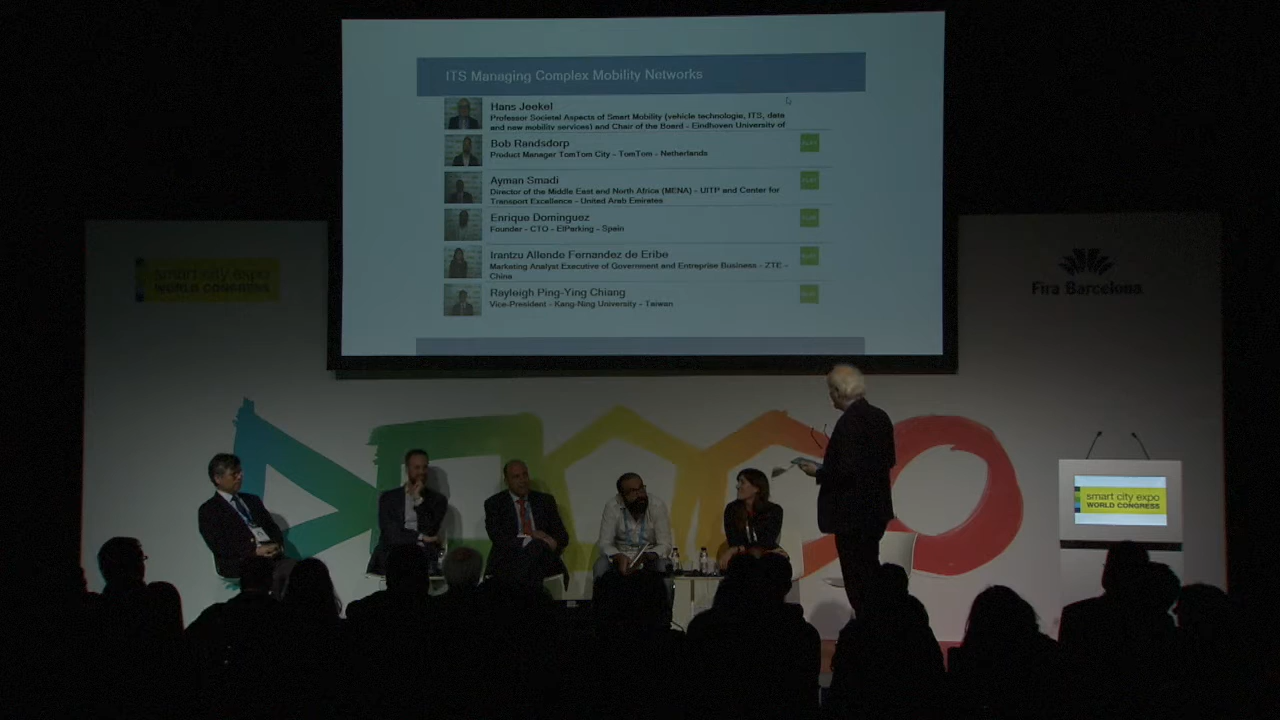 ITS Managing Complex Mobility Networks
Hans Jeekel
Professor Societal Aspects of Smart Mobility (vehicle technologie, ITS, data
and new mobility services) and Chair of the Board - Eindhoven University of
Bob Randsdorp
Product Manager TomTom City - TomTom - Netherlands
Ayman Smadi
Director of the Middle East and North Africa (MENA) - UITP and Center for
Transport Excellence - United Arab Emirates
Enrique Dominguez
Founder - CTO - ElParking - Spain
Irantzu Allende Fernandez de Eribe
Marketing Analyst Executive of Government and Entreprise Business - ZTE -
China
Rayleigh Ping-Ying Chiang
Vice-President - Kang-Ning University - Taiwan
smart city expo
WORLD CONGRESS
Fira Barcelona
smart city expo
WORLD CONGRESS